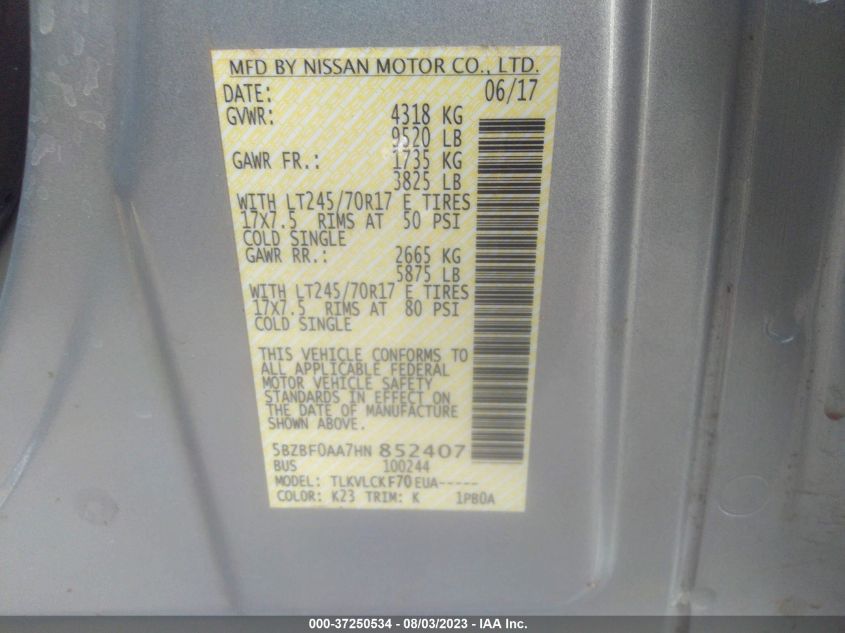 MFD BY NISSAN MOTOR CO., LTD.
DATE: 06/17
GVWR: 4318 KG
9520 LB
GAWR FR.: 1735 KG
3825 LB
WITH LT245/70R17 E TIRES
17X7.5 RIMS AT 50 PSI
COLD SINGLE
GAWR RR.: 2665 KG
5875 LB
WITH LT245/70R17 E TIRES
17X7.5 RIMS AT 80 PSI
COLD SINGLE
THIS VEHICLE CONFORMS TO
ALL APPLICABLE FEDERAL
MOTOR VEHICLE SAFETY
STANDARDS IN EFFECT ON
THE DATE OF MANUFACTURE
SHOWN ABOVE.
5BZBF0AA7HN 852407
BUS 100244
MODEL: TLKVLCKF70EUA-----
COLOR: K23 TRIM: K 1PB0A
000-37250534 - 08/03/2023 - IAA Inc.